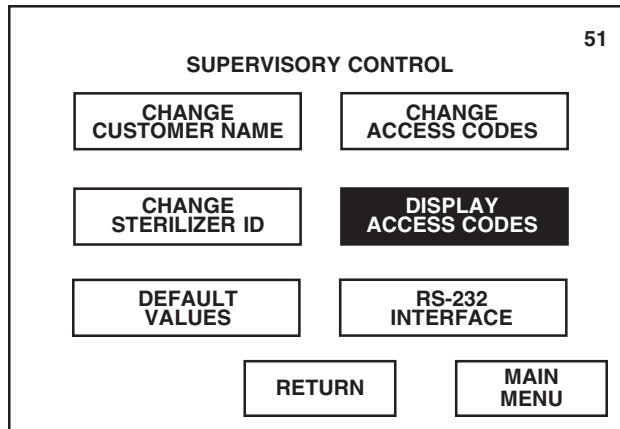 51
SUPERVISORY CONTROL
CHANGE
CUSTOMER NAME
CHANGE
ACCESS CODES
CHANGE
STERILIZER ID
DISPLAY
ACCESS CODES
DEFAULT
VALUES
RS-232
INTERFACE
RETURN
MAIN
MENU